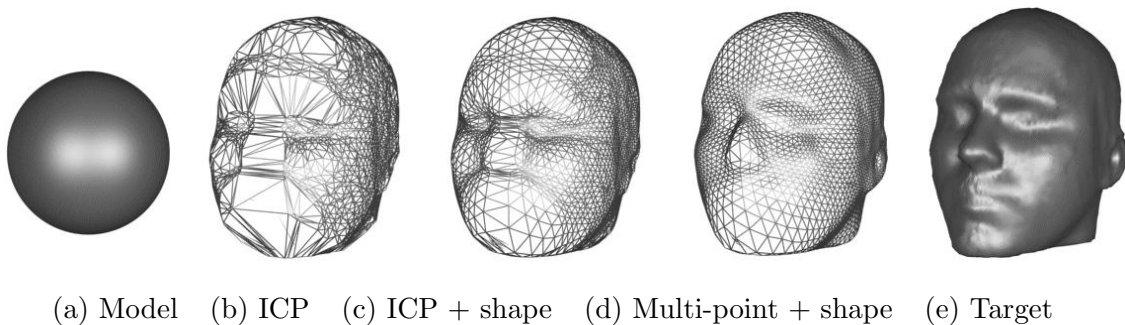 (a) Model (b) ICP (c) ICP + shape (d) Multi-point + shape (e) Target